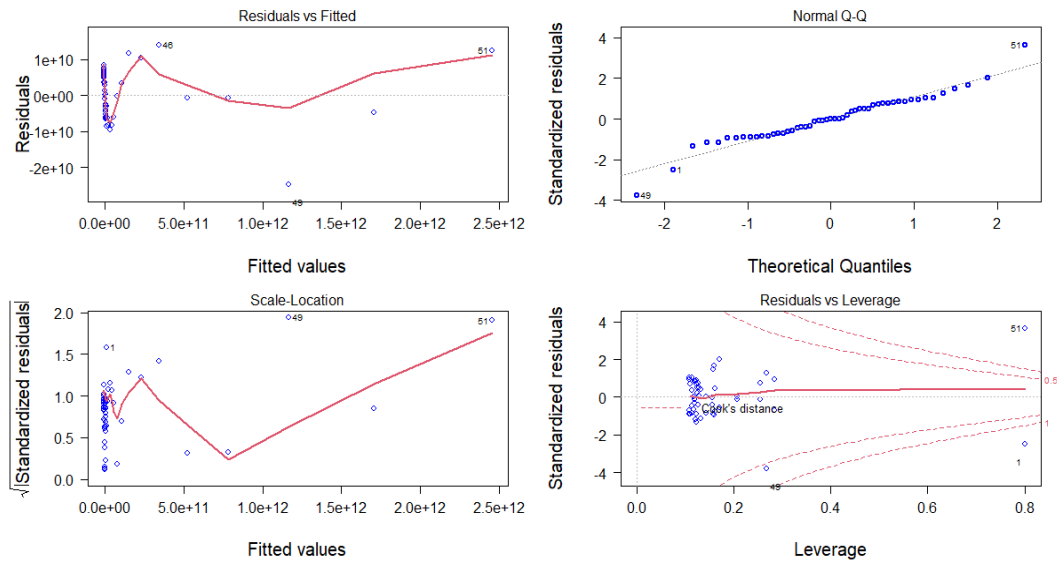 Residuals vs Fitted
Residuals
1e+10
0e+00
-1e+10
-2e+10
46
51
49
0.0e+00 5.0e+11 1.0e+12 1.5e+12 2.0e+12 2.5e+12
Fitted values
Normal Q-Q
Standardized residuals
4
2
0
-2
-4
51
1
49
-2 -1 0 1 2
Theoretical Quantiles
Scale-Location
√|Standardized residuals|
2.0
1.5
1.0
0.5
0.0
49
51
1
0.0e+00 5.0e+11 1.0e+12 1.5e+12 2.0e+12 2.5e+12
Fitted values
Residuals vs Leverage
Standardized residuals
4
2
0
-2
-4
51
0.5
Cook's distance
1
1
49
0.0 0.2 0.4 0.6 0.8
Leverage